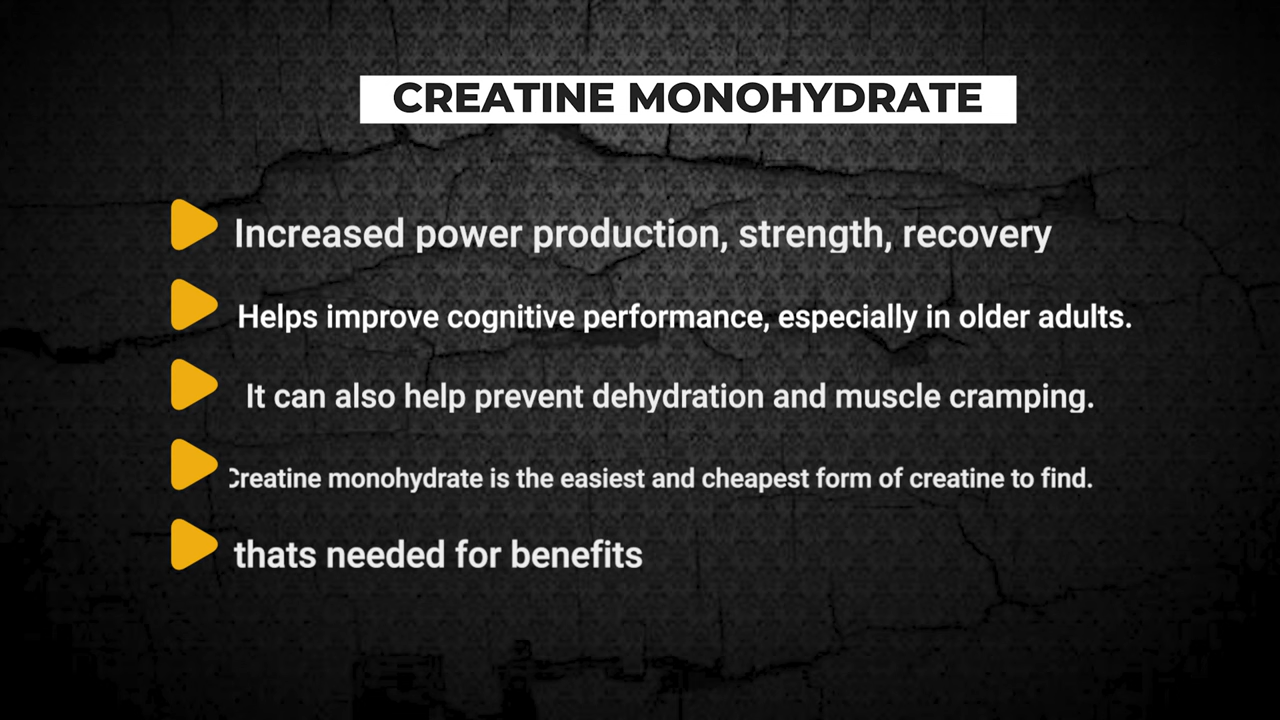 CREATINE MONOHYDRATE
Increased power production, strength, recovery
Helps improve cognitive performance, especially in older adults.
It can also help prevent dehydration and muscle cramping.
Creatine monohydrate is the easiest and cheapest form of creatine to find.
thats needed for benefits